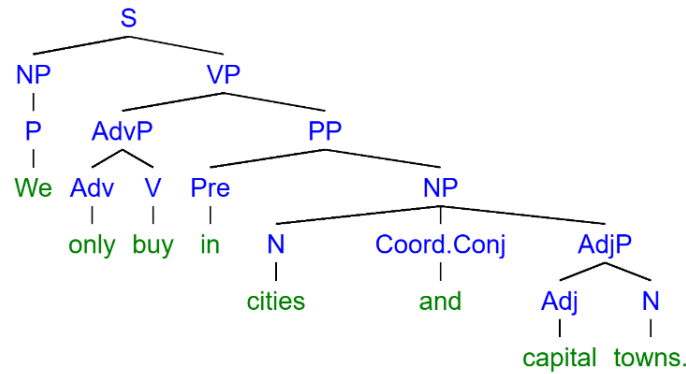 S
NP VP
P AdvP PP
We Adv V Pre NP
only buy in N Coord.Conj AdjP
cities and Adj N
capital towns.